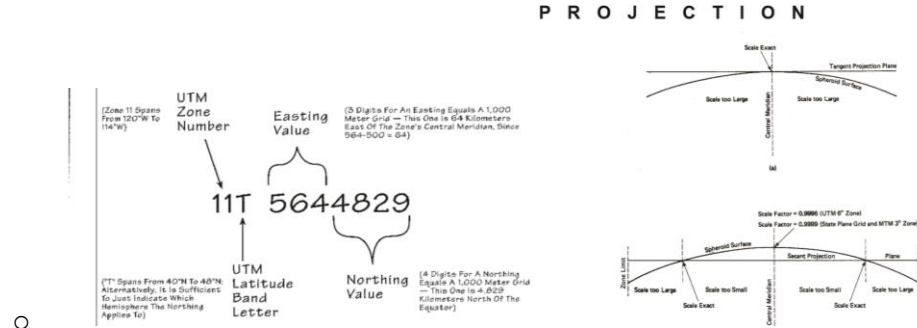 P R O J E C T I O N
(Zone 11 Spans
From 120°W To
114°W)
UTM
Zone
Number
Easting
Value
(3 Digits For An Easting Equals A 1,000
Meter Grid — This One Is 64 Kilometers
East Of The Zone's Central Meridian, Since
564-500 = 64)
11T 5644829
("T" Spans From 40°N To 48°N;
Alternatively, It Is Sufficient
To Just Indicate Which
Hemisphere The Northing
Applies To)
UTM
Latitude
Band
Letter
Northing
Value
(4 Digits For A Northing
Equals A 1,000 Meter Grid
— This One Is 4,829
Kilometers North Of The
Equator)
Scale Exact
Tangent Projection Plane
Spheroid Surface
Scale too Large
Scale too Large
Central Meridian
(a)
Scale Factor = 0.9996 (UTM 6° Zone)
Scale Factor = 0.9999 (State Plane Grid and MTM 3° Zone)
Spheroid Surface
Secant Projection
Plane
Zone Limit
Scale too Large
Scale too Small
Scale too Small
Scale too Large
Scale Exact
Central Meridian
Scale Exact